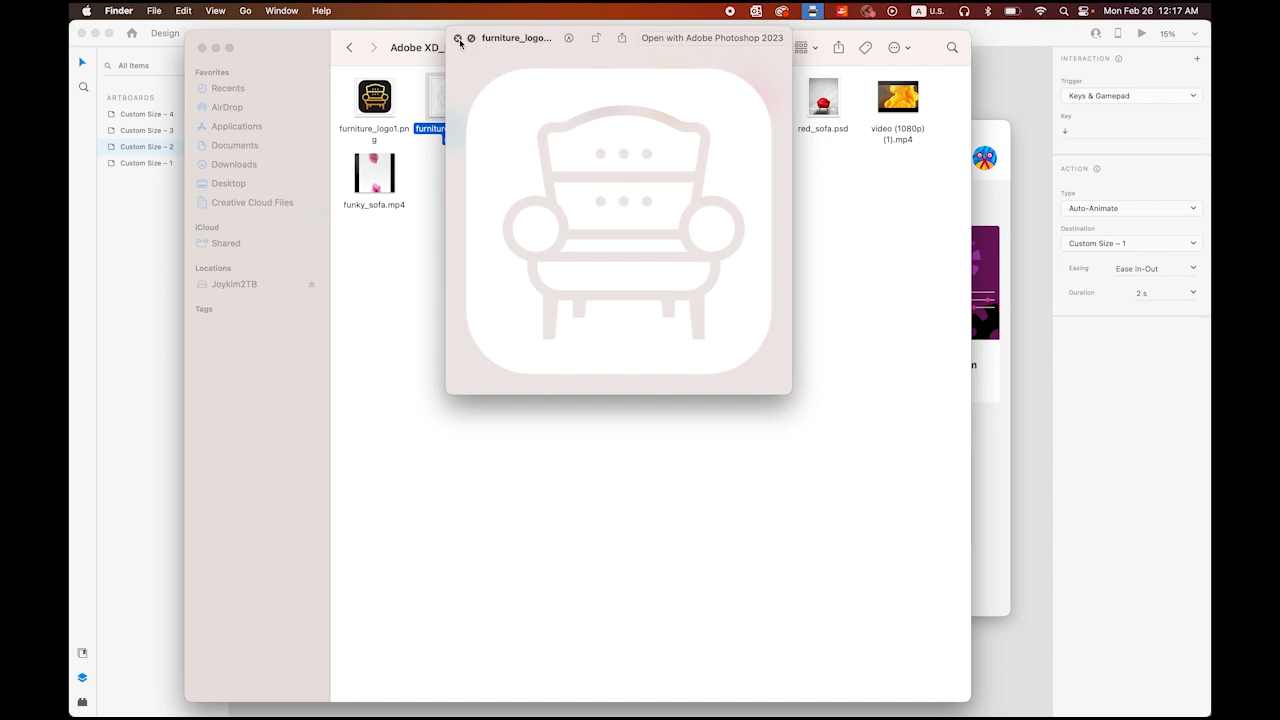 Finder File Edit View Go Window Help
A U.S. Mon Feb 26 12:17 AM
Design
15%
All Items
ARTBOARDS
Custom Size – 4
Custom Size – 3
Custom Size – 2
Custom Size – 1
Favorites
Recents
AirDrop
Applications
Documents
Downloads
Desktop
Creative Cloud Files
iCloud
Shared
Locations
Joykim2TB
Tags
Adobe XD_
furniture_logo1.pn
g
furniture
funky_sofa.mp4
furniture_logo... Open with Adobe Photoshop 2023
red_sofa.psd
video (1080p)
(1).mp4
n
INTERACTION
Trigger
Keys & Gamepad
Key
↓
ACTION
Type
Auto-Animate
Destination
Custom Size – 1
Easing Ease In-Out
Duration 2 s